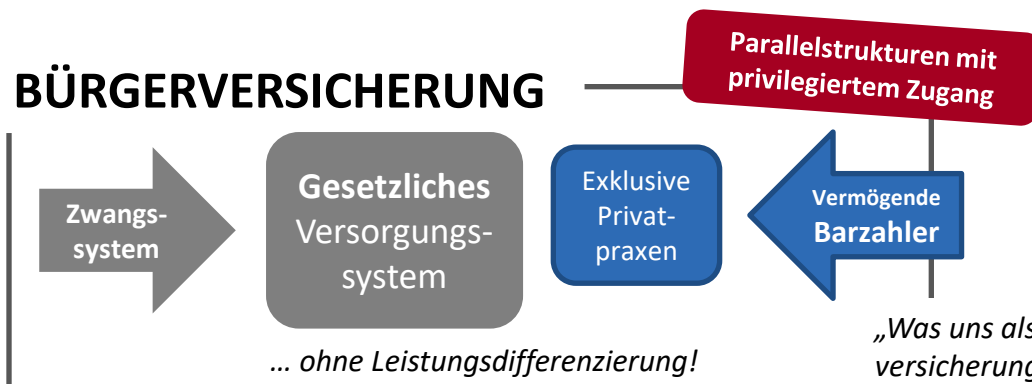 Parallelstrukturen mit
privilegiertem Zugang
BÜRGERVERSICHERUNG
Zwangs-
system
Gesetzliches
Versorgungs-
system
Exklusive
Privat-
praxen
Vermögende
Barzahler
… ohne Leistungsdifferenzierung!
„Was uns als
versicherung